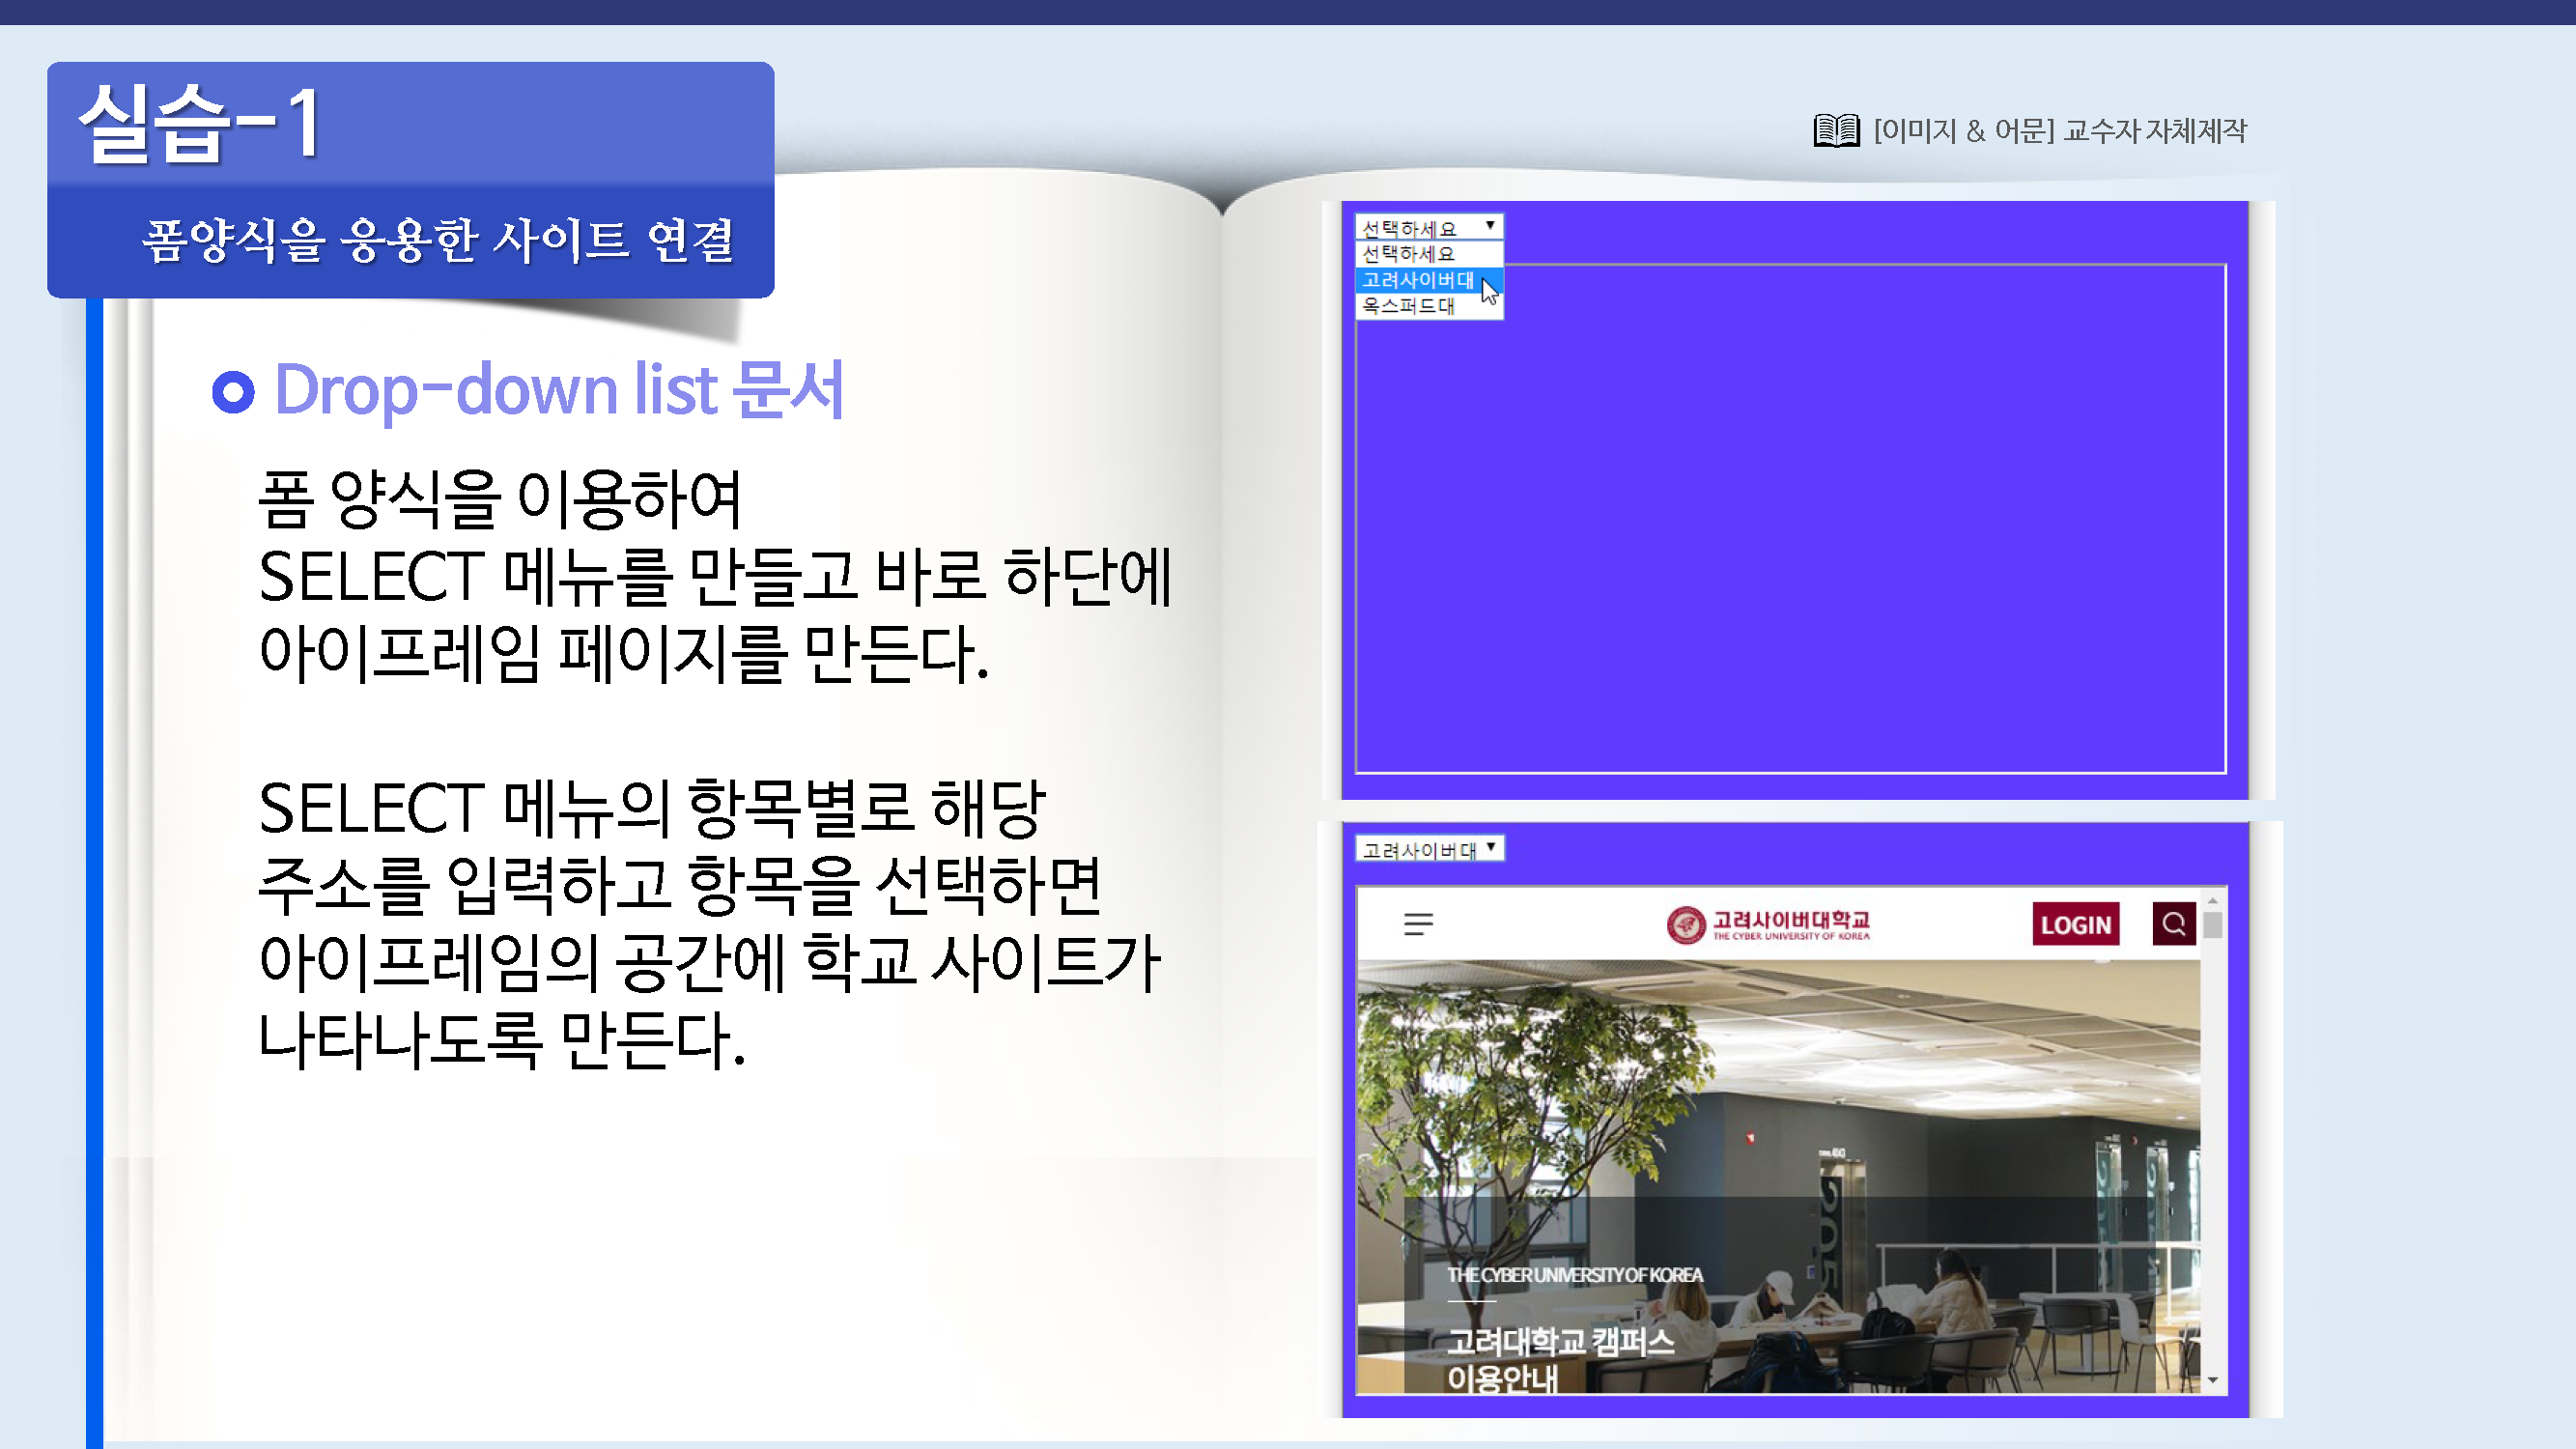 실습-1
폼양식을 응용한 사이트 연결
[이미지 & 어문] 교수자 자체제작
Drop-down list 문서
폼 양식을 이용하여
SELECT 메뉴를 만들고 바로 하단에
아이프레임 페이지를 만든다.
SELECT 메뉴의 항목별로 해당
주소를 입력하고 항목을 선택하면
아이프레임의 공간에 학교 사이트가
나타나도록 만든다.
선택하세요
선택하세요
고려사이버대
옥스퍼드대
고려사이버대
고려사이버대학교
THE CYBER UNIVERSITY OF KOREA
LOGIN
THE CYBER UNIVERSITY OF KOREA
고려대학교 캠퍼스
이용안내